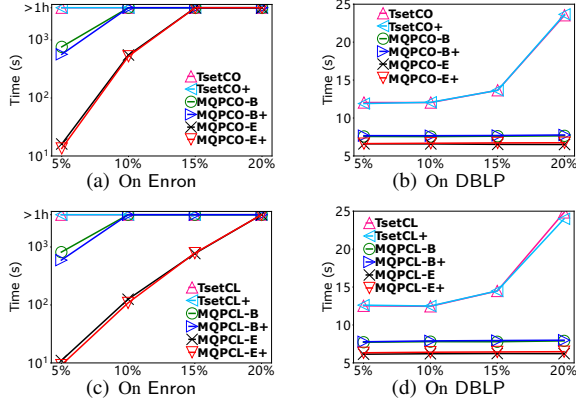 >1h
10³
10²
10¹
Time (s)
TsetCO
TsetCO+
MQPCO-B
MQPCO-B+
MQPCO-E
MQPCO-E+
5% 10% 15% 20%
(a) On Enron
25
20
15
10
5
Time (s)
TsetCO
TsetCO+
MQPCO-B
MQPCO-B+
MQPCO-E
MQPCO-E+
5% 10% 15% 20%
(b) On DBLP
>1h
10³
10²
10¹
Time (s)
TsetCL
TsetCL+
MQPCL-B
MQPCL-B+
MQPCL-E
MQPCL-E+
5% 10% 15% 20%
(c) On Enron
25
20
15
10
5
Time (s)
TsetCL
TsetCL+
MQPCL-B
MQPCL-B+
MQPCL-E
MQPCL-E+
5% 10% 15% 20%
(d) On DBLP